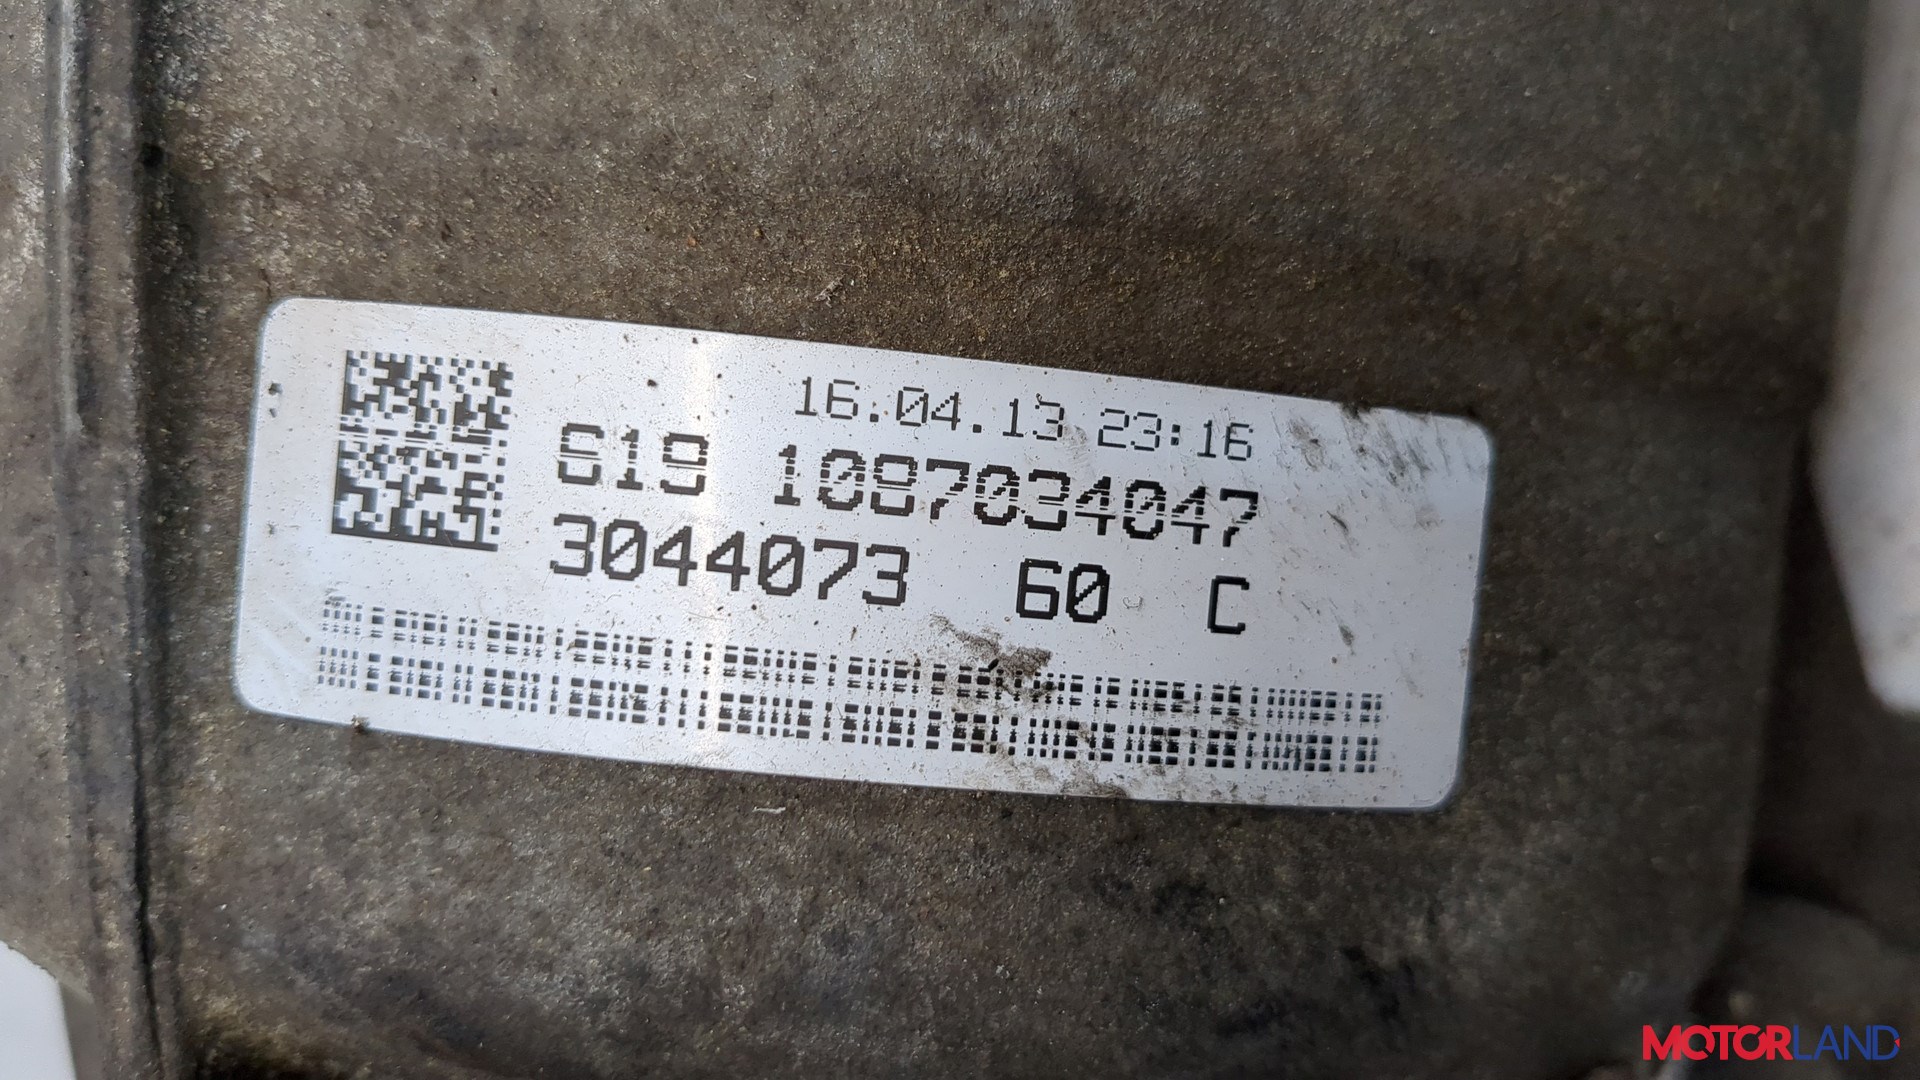 16.04.13 23:16
619 1087034047
3044073 60 C
MOTORLAND